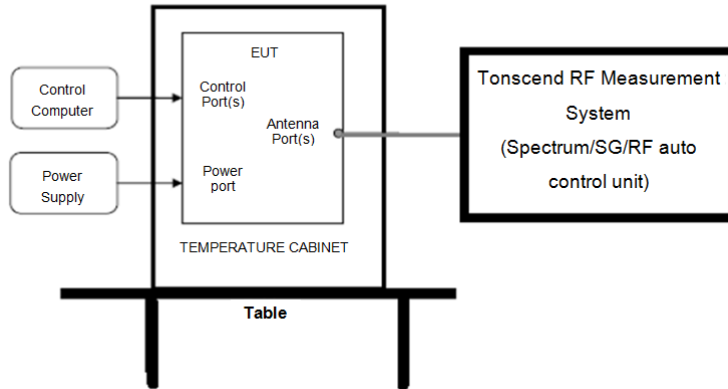 EUT
Control
Computer
Control
Port(s)
Antenna
Port(s)
Power
Supply
Power
port
TEMPERATURE CABINET
Table
Tonscend RF Measurement
System
(Spectrum/SG/RF auto
control unit)